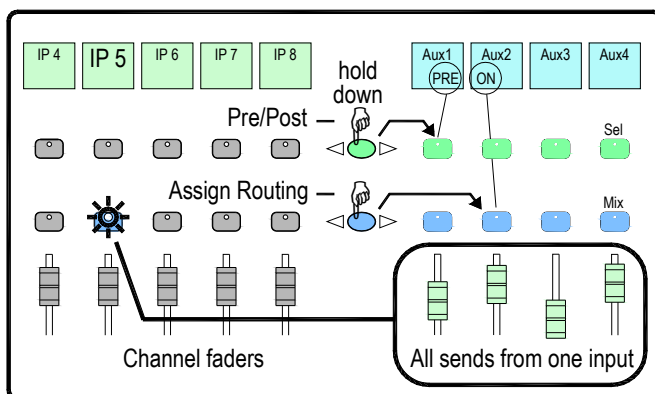 IP 4 IP 5 IP 6 IP 7 IP 8 Aux1 Aux2 Aux3 Aux4
PRE ON
hold
down
Pre/Post
Sel
Assign Routing
Mix
Channel faders
All sends from one input